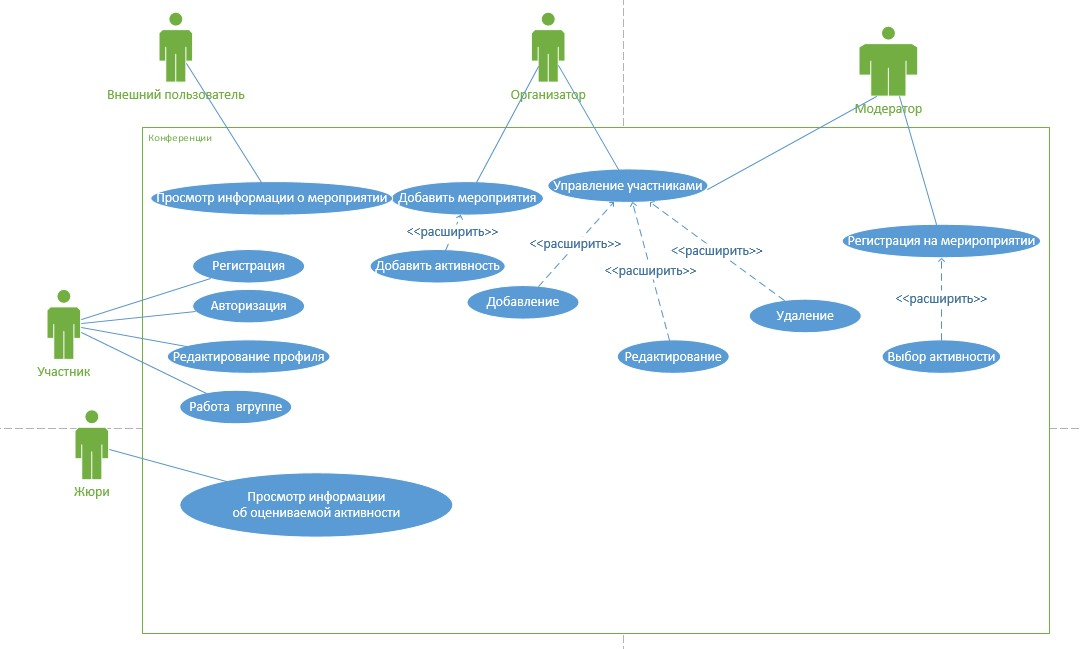 Внешний пользователь
Организатор
Модератор
Конференции
Просмотр информации о мероприятии
Добавить мероприятия
Управление участниками
<<расширить>>
<<расширить>>
<<расширить>>
<<расширить>>
Регистрация на мерироприятии
Регистрация
Добавить активность
Авторизация
Добавление
<<расширить>>
Удаление
Участник
Редактирование профиля
Редактирование
Выбор активности
Работа вгруппе
Жюри
Просмотр информации
об оцениваемой активности